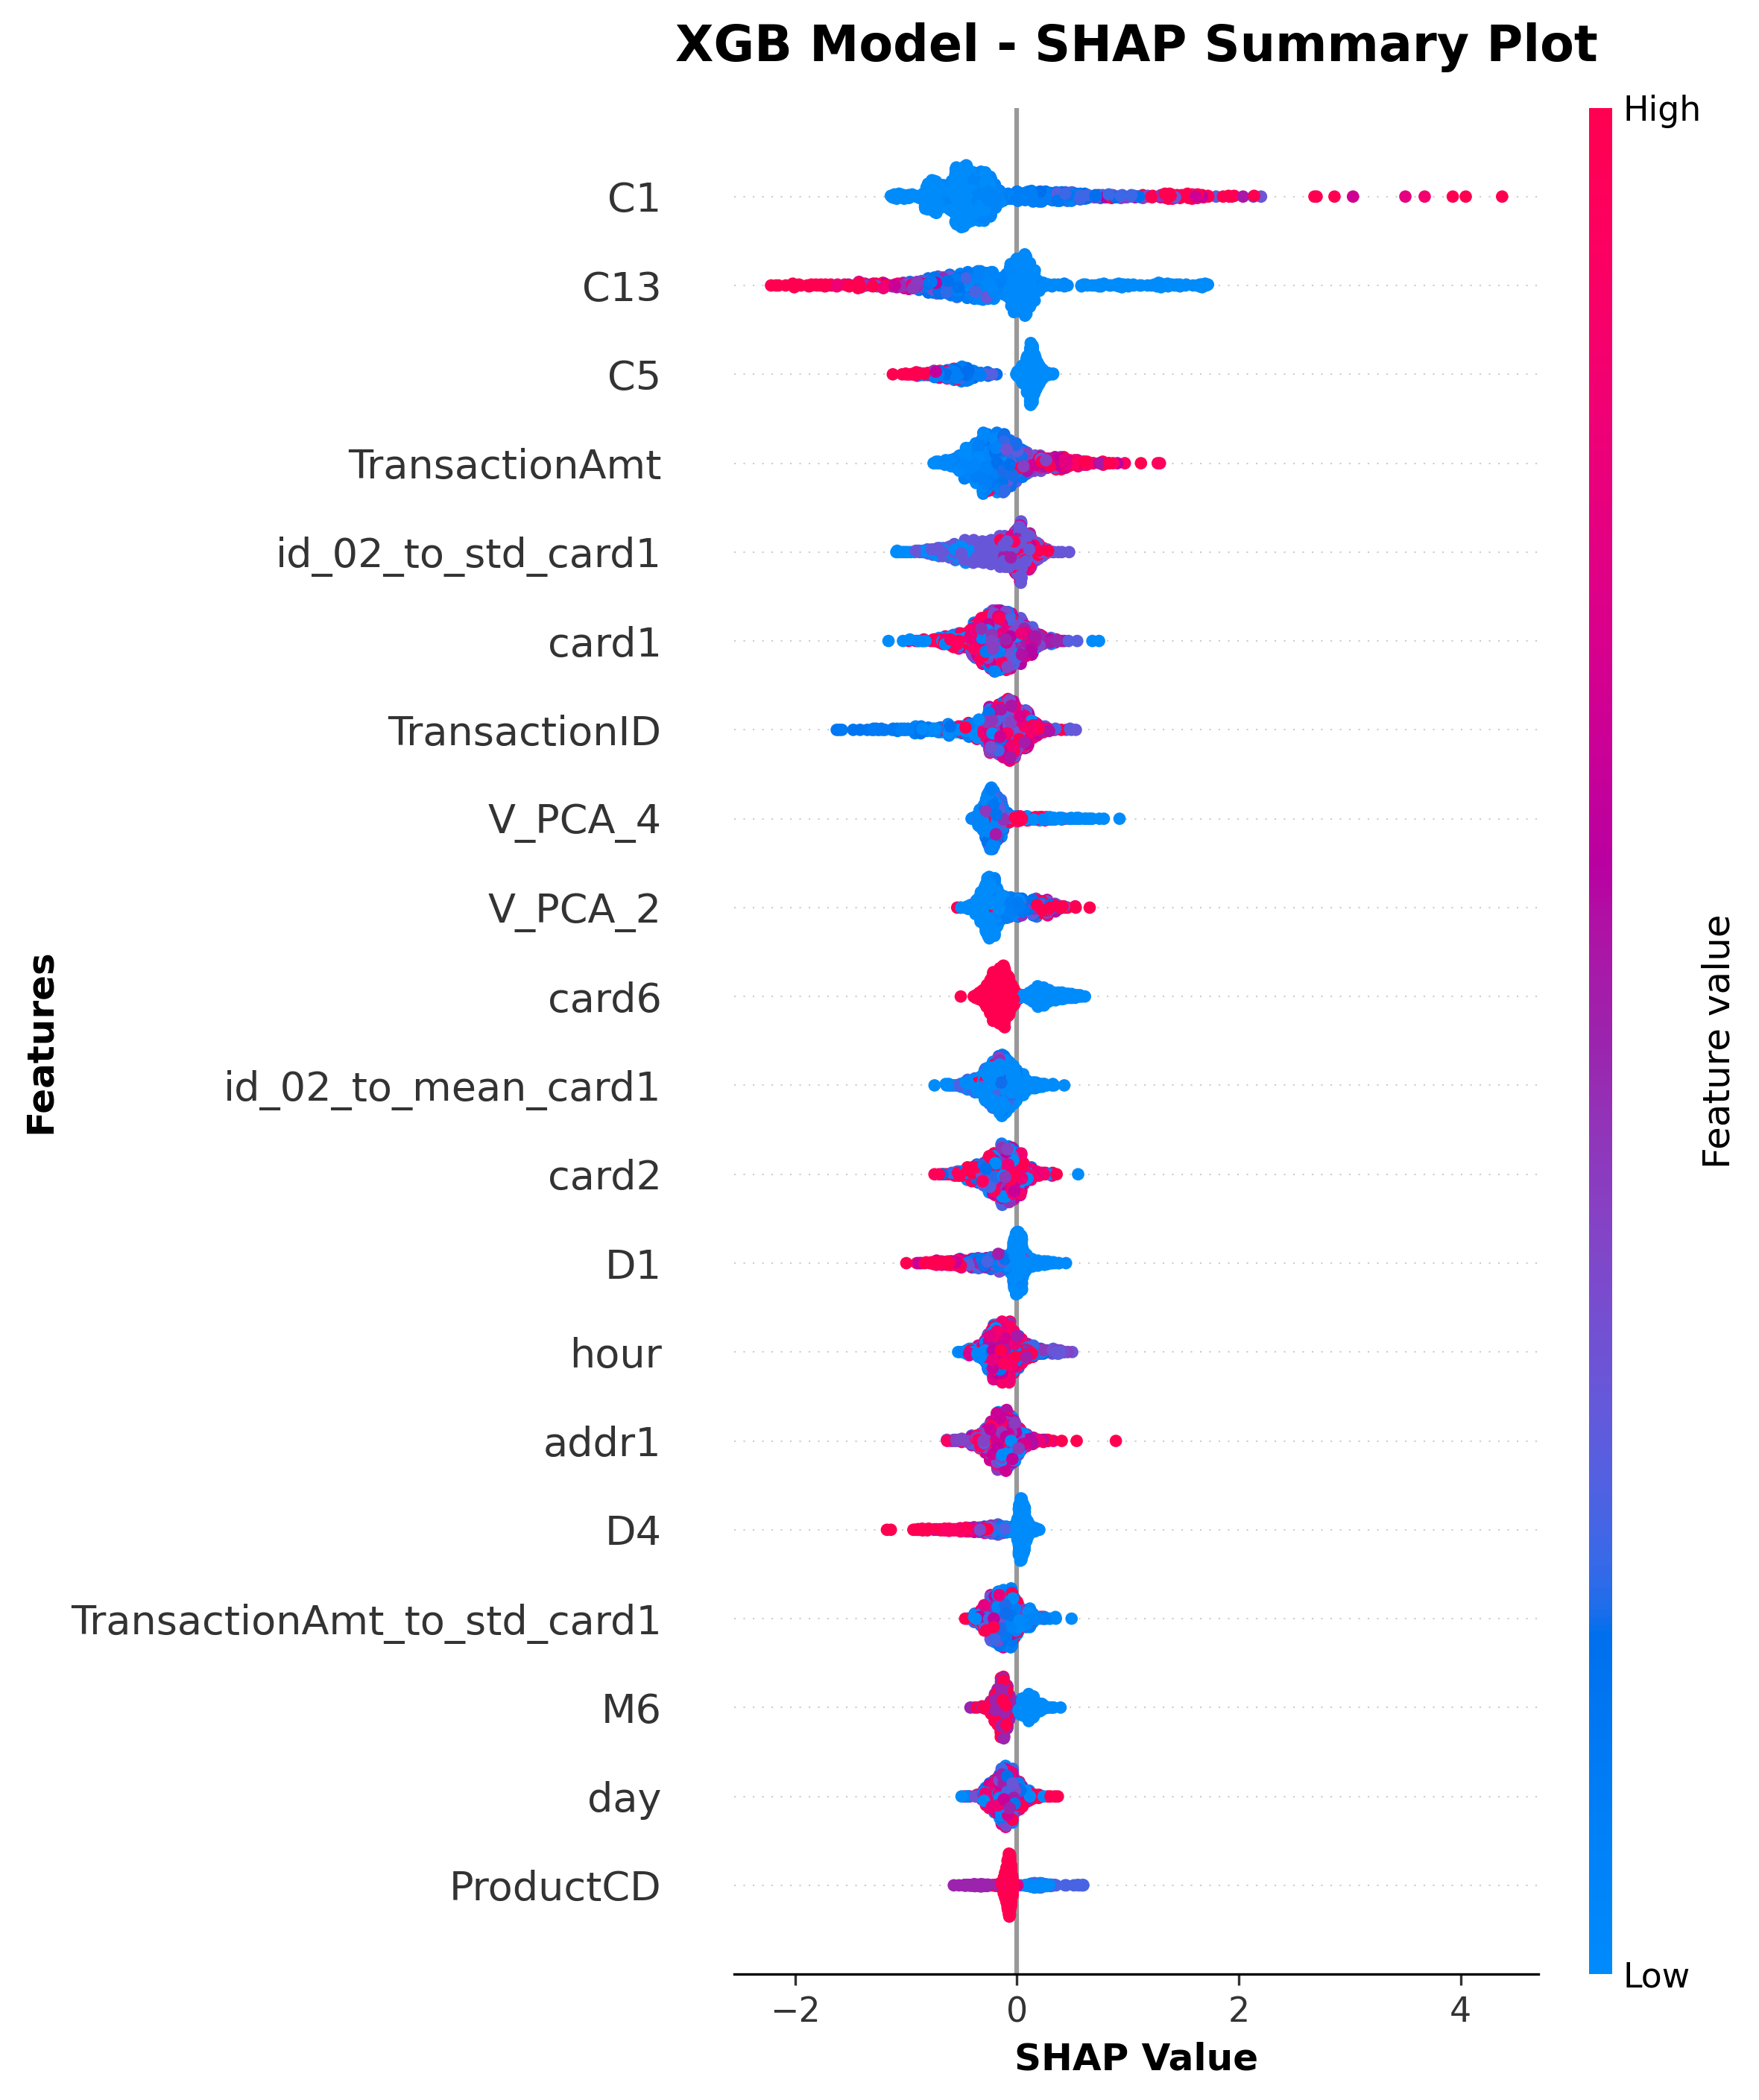 XGB Model - SHAP Summary Plot
High
C1
C13
C5
TransactionAmt
id_02_to_std_card1
card1
TransactionID
V_PCA_4
V_PCA_2
card6
id_02_to_mean_card1
card2
D1
hour
addr1
D4
TransactionAmt_to_std_card1
M6
day
ProductCD
Features
Feature value
Low
−2 0 2 4
SHAP Value